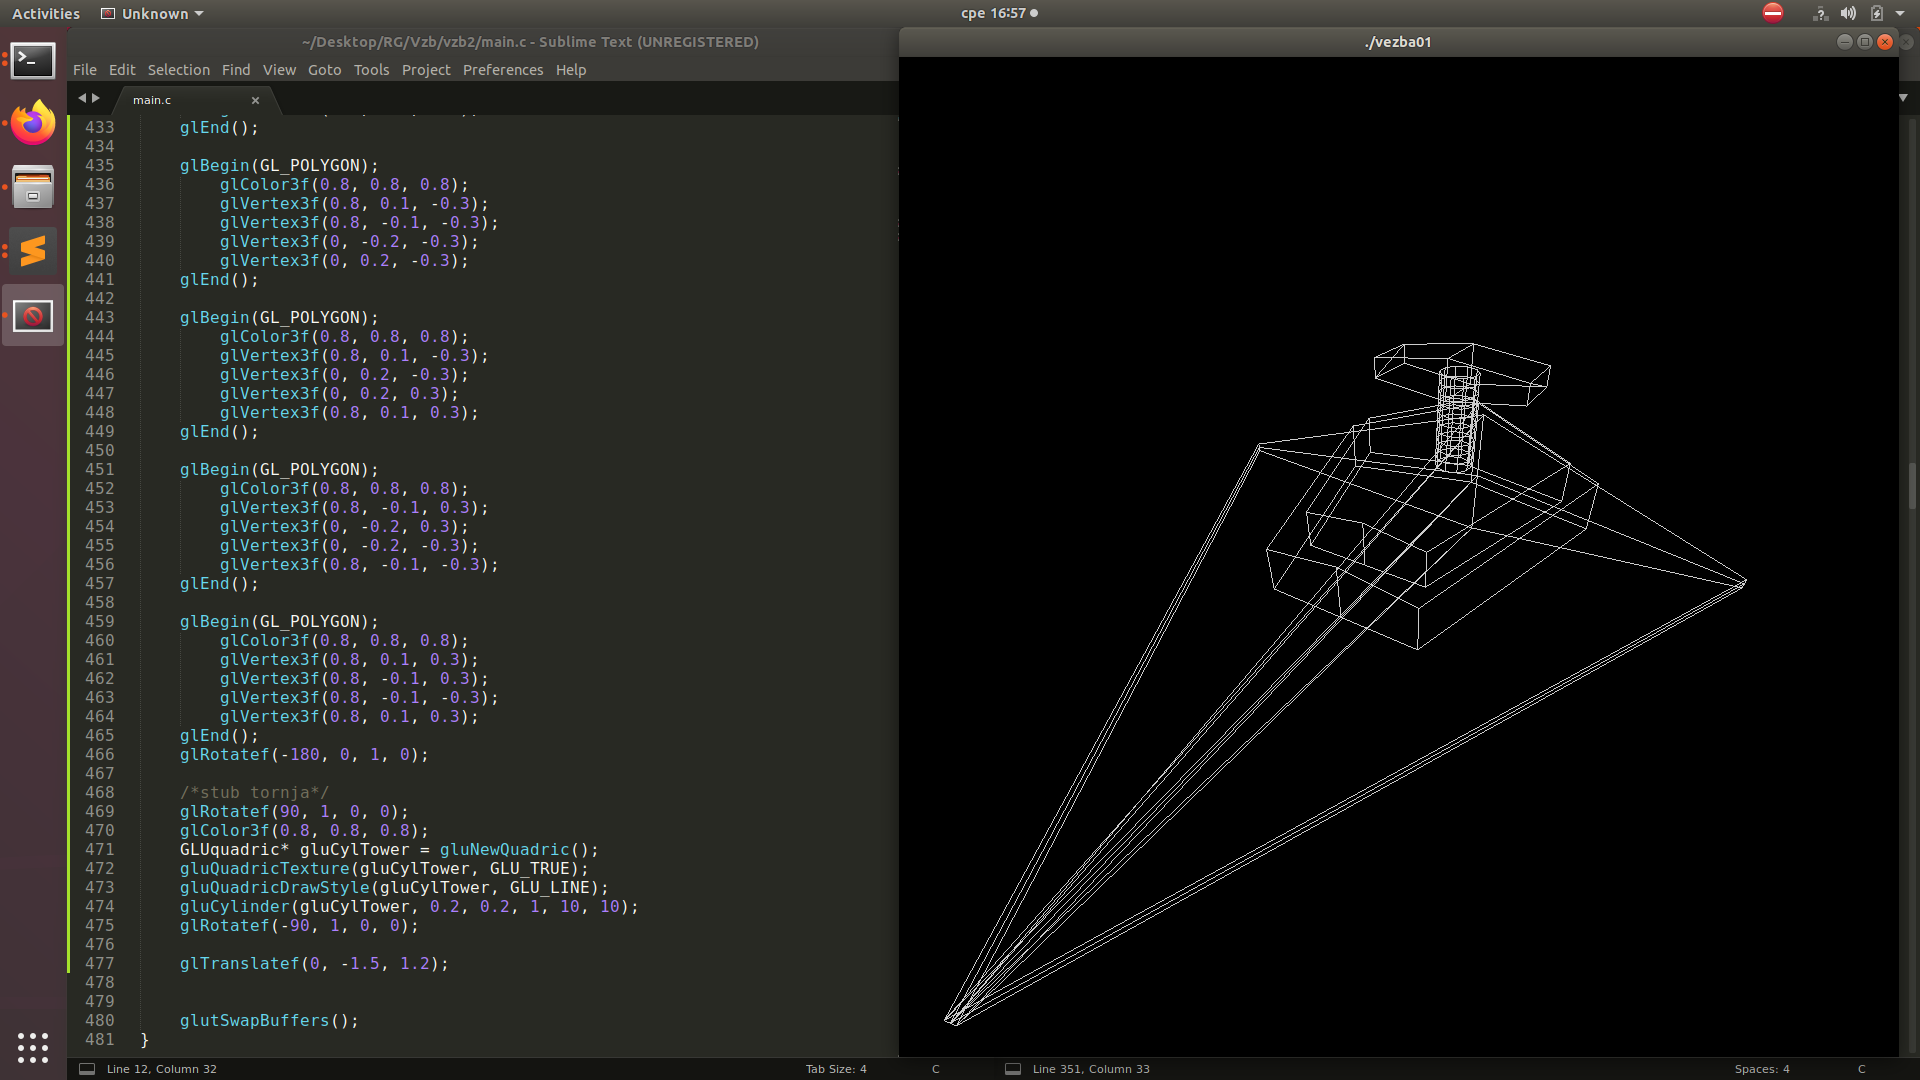 Activities
Unknown
сре 16:57
~/Desktop/RG/Vzb/vzb2/main.c - Sublime Text (UNREGISTERED)
./vezba01
File Edit Selection Find View Goto Tools Project Preferences Help
main.c
433 glEnd();
434
435 glBegin(GL_POLYGON);
436 glColor3f(0.8, 0.8, 0.8);
437 glVertex3f(0.8, 0.1, -0.3);
438 glVertex3f(0.8, -0.1, -0.3);
439 glVertex3f(0, -0.2, -0.3);
440 glVertex3f(0, 0.2, -0.3);
441 glEnd();
442
443 glBegin(GL_POLYGON);
444 glColor3f(0.8, 0.8, 0.8);
445 glVertex3f(0.8, 0.1, -0.3);
446 glVertex3f(0, 0.2, -0.3);
447 glVertex3f(0, 0.2, 0.3);
448 glVertex3f(0.8, 0.1, 0.3);
449 glEnd();
450
451 glBegin(GL_POLYGON);
452 glColor3f(0.8, 0.8, 0.8);
453 glVertex3f(0.8, -0.1, 0.3);
454 glVertex3f(0, -0.2, 0.3);
455 glVertex3f(0, -0.2, -0.3);
456 glVertex3f(0.8, -0.1, -0.3);
457 glEnd();
458
459 glBegin(GL_POLYGON);
460 glColor3f(0.8, 0.8, 0.8);
461 glVertex3f(0.8, 0.1, 0.3);
462 glVertex3f(0.8, -0.1, 0.3);
463 glVertex3f(0.8, -0.1, -0.3);
464 glVertex3f(0.8, 0.1, 0.3);
465 glEnd();
466 glRotatef(-180, 0, 1, 0);
467
468 /*stub tornja*/
469 glRotatef(90, 1, 0, 0);
470 glColor3f(0.8, 0.8, 0.8);
471 GLUquadric* gluCylTower = gluNewQuadric();
472 gluQuadricTexture(gluCylTower, GLU_TRUE);
473 gluQuadricDrawStyle(gluCylTower, GLU_LINE);
474 gluCylinder(gluCylTower, 0.2, 0.2, 1, 10, 10);
475 glRotatef(-90, 1, 0, 0);
476
477 glTranslatef(0, -1.5, 1.2);
478
479
480 glutSwapBuffers();
481 }
Line 12, Column 32
Tab Size: 4
C
Line 351, Column 33
Spaces: 4
C